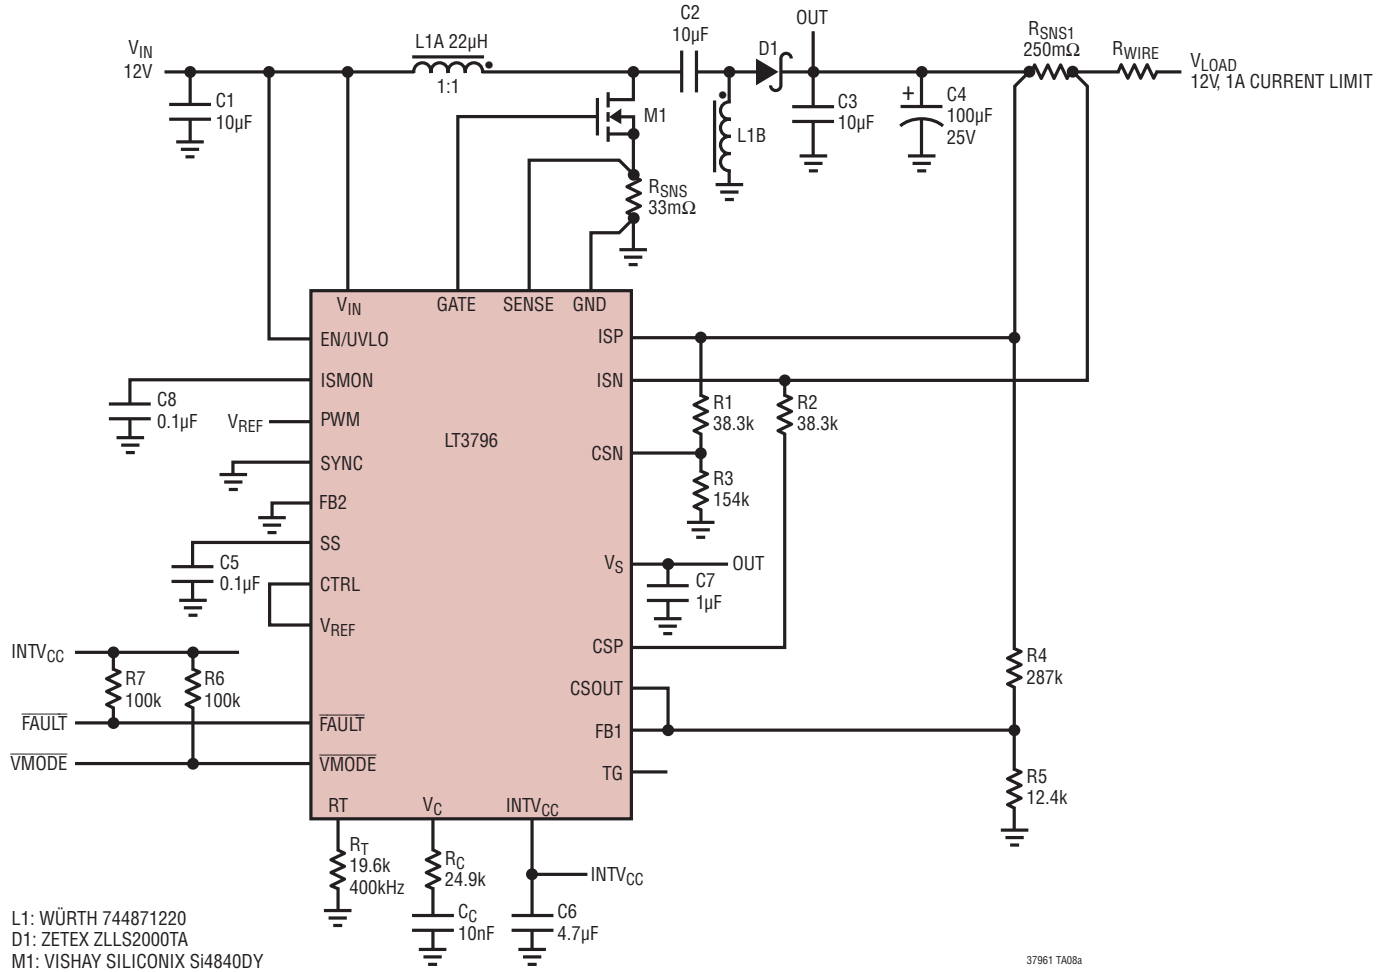 VIN
12V
C1
10µF
L1A 22µH
1:1
C2
10µF
D1
OUT
L1B
C3
10µF
+
C4
100µF
25V
RSNS1
250mΩ
RWIRE
VLOAD
12V, 1A CURRENT LIMIT
M1
RSNS
33mΩ
VIN
GATE
SENSE
GND
EN/UVLO
ISMON
PWM
SYNC
FB2
SS
CTRL
VREF
FAULT
VMODE
RT
VC
INTVCC
LT3796
ISP
ISN
CSN
VS
CSP
CSOUT
FB1
TG
C8
0.1µF
VREF
C5
0.1µF
INTVCC
R7
100k
R6
100k
FAULT
VMODE
R1
38.3k
R2
38.3k
R3
154k
OUT
C7
1µF
R4
287k
R5
12.4k
RT
19.6k
400kHz
RC
24.9k
CC
10nF
INTVCC
C6
4.7µF
L1: WÜRTH 744871220
D1: ZETEX ZLLS2000TA
M1: VISHAY SILICONIX Si4840DY
37961 TA08a